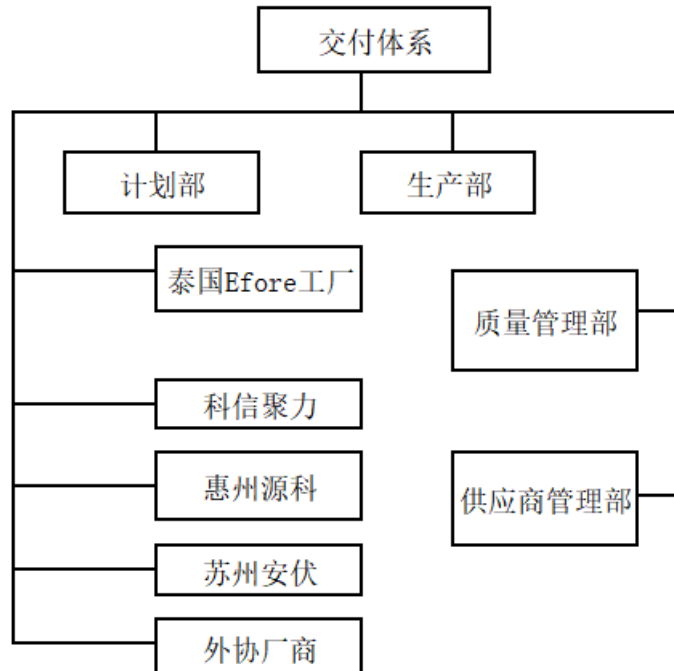 交付体系
计划部
生产部
泰国Efore工厂
质量管理部
科信聚力
惠州源科
供应商管理部
苏州安伏
外协厂商